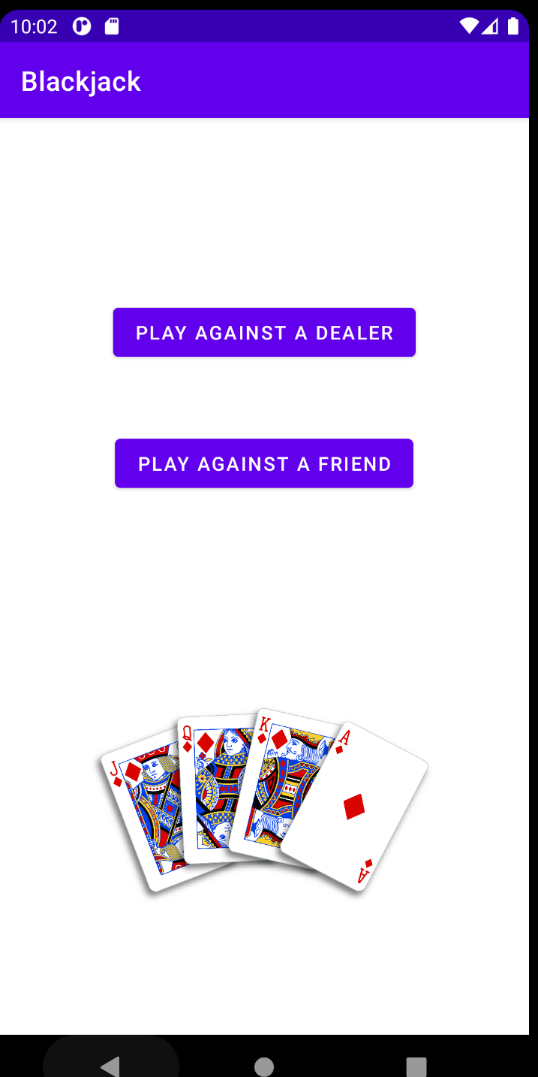 10:02
Blackjack
PLAY AGAINST A DEALER
PLAY AGAINST A FRIEND
J
Q
K
A
A